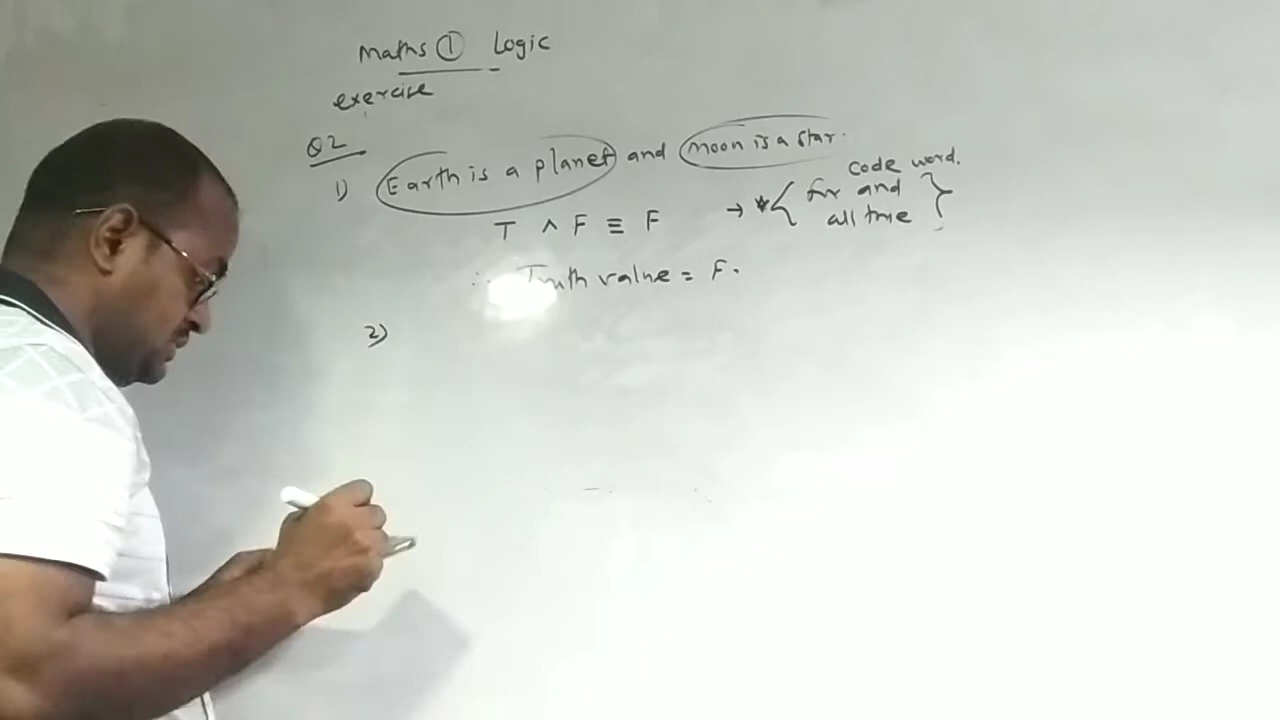 Maths ① Logic
exercise
Q2
1) Earth is a planet and moon is a star.
T ∧ F ≡ F
→ * { for and all true } code word.
∴ Truth value = F.
2)